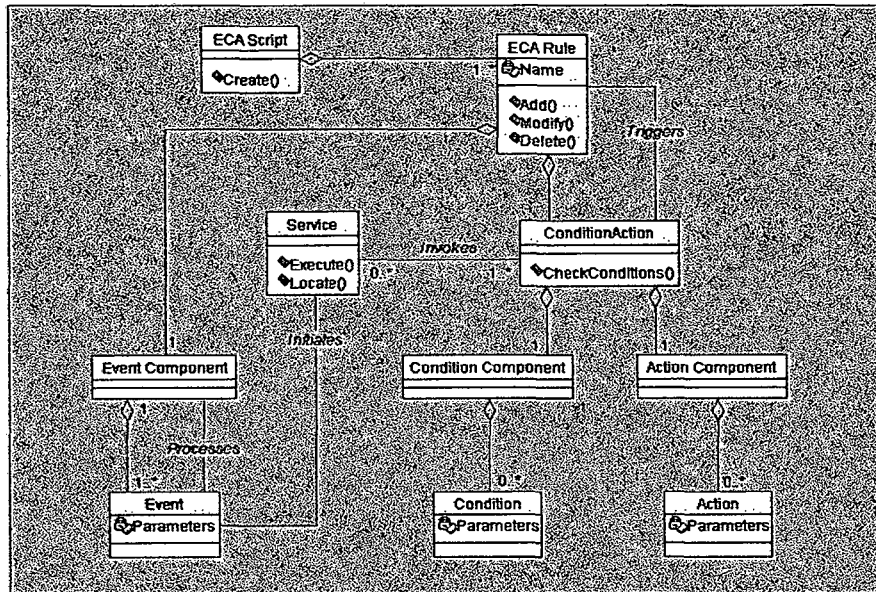 ECA Script
Create()
1..*
ECA Rule
Name
Add()
Modify()
Delete()
Triggers
Service
Execute()
Locate()
Invokes
0..*
1..*
ConditionAction
CheckConditions()
Initiates
1
1
1
Event Component
Condition Component
Action Component
1
1
Processes
1..*
0..*
0..*
Event
Parameters
Condition
Parameters
Action
Parameters